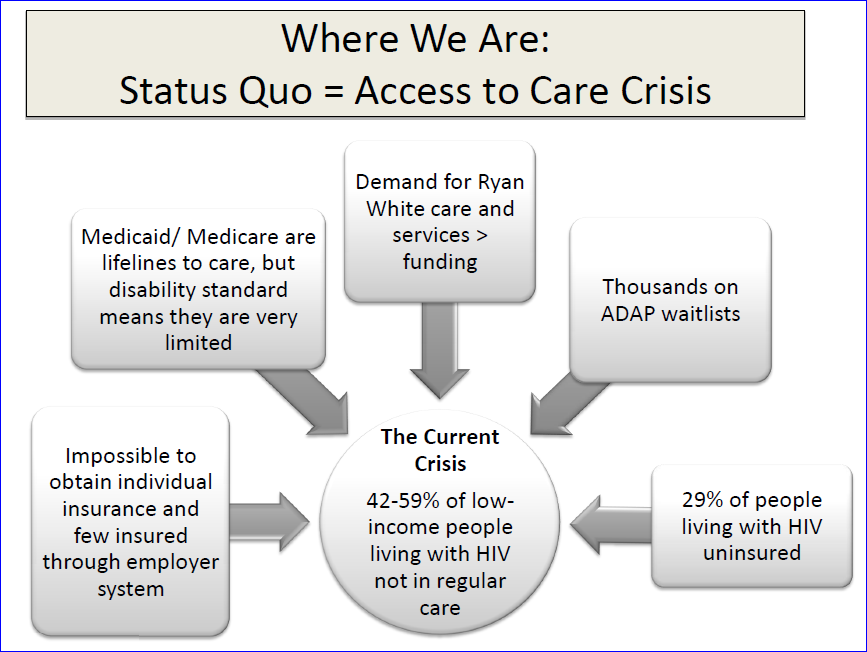 Where We Are:
Status Quo = Access to Care Crisis
Demand for Ryan
White care and
services >
funding
Medicaid/ Medicare are
lifelines to care, but
disability standard
means they are very
limited
Thousands on
ADAP waitlists
Impossible to
obtain individual
insurance and
few insured
through employer
system
The Current
Crisis
42-59% of low-
income people
living with HIV
not in regular
care
29% of people
living with HIV
uninsured